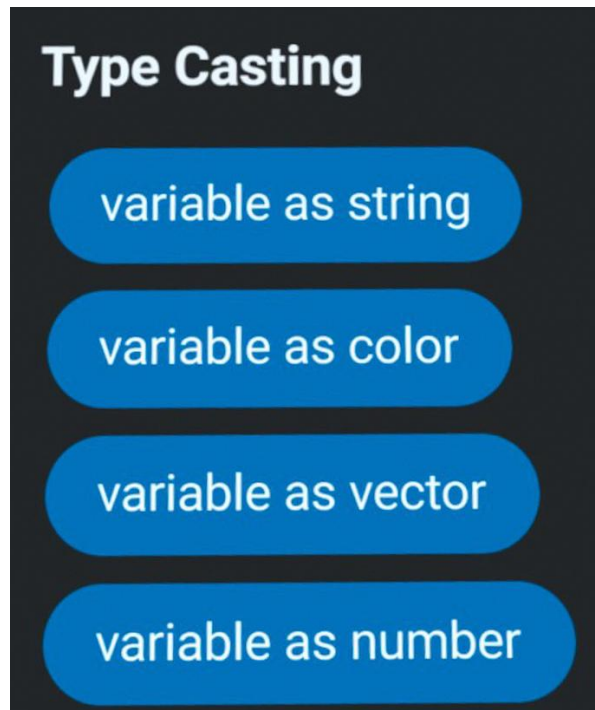 Type Casting
variable as string
variable as color
variable as vector
variable as number